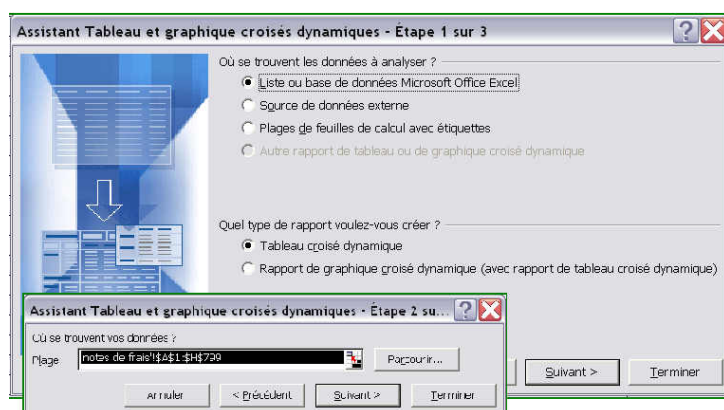 Assistant Tableau et graphique croisés dynamiques - Étape 1 sur 3
Où se trouvent les données à analyser ?
Liste ou base de données Microsoft Office Excel
Source de données externe
Plages de feuilles de calcul avec étiquettes
Autre rapport de tableau ou de graphique croisé dynamique
Quel type de rapport voulez-vous créer ?
Tableau croisé dynamique
Rapport de graphique croisé dynamique (avec rapport de tableau croisé dynamique)
Suivant >
Terminer
Assistant Tableau et graphique croisés dynamiques - Étape 2 su...
Où se trouvent vos données ?
Plage
notes de frais'!$A$1:$H$799
Parcourir...
Annuler
< Précédent
Suivant >
Terminer